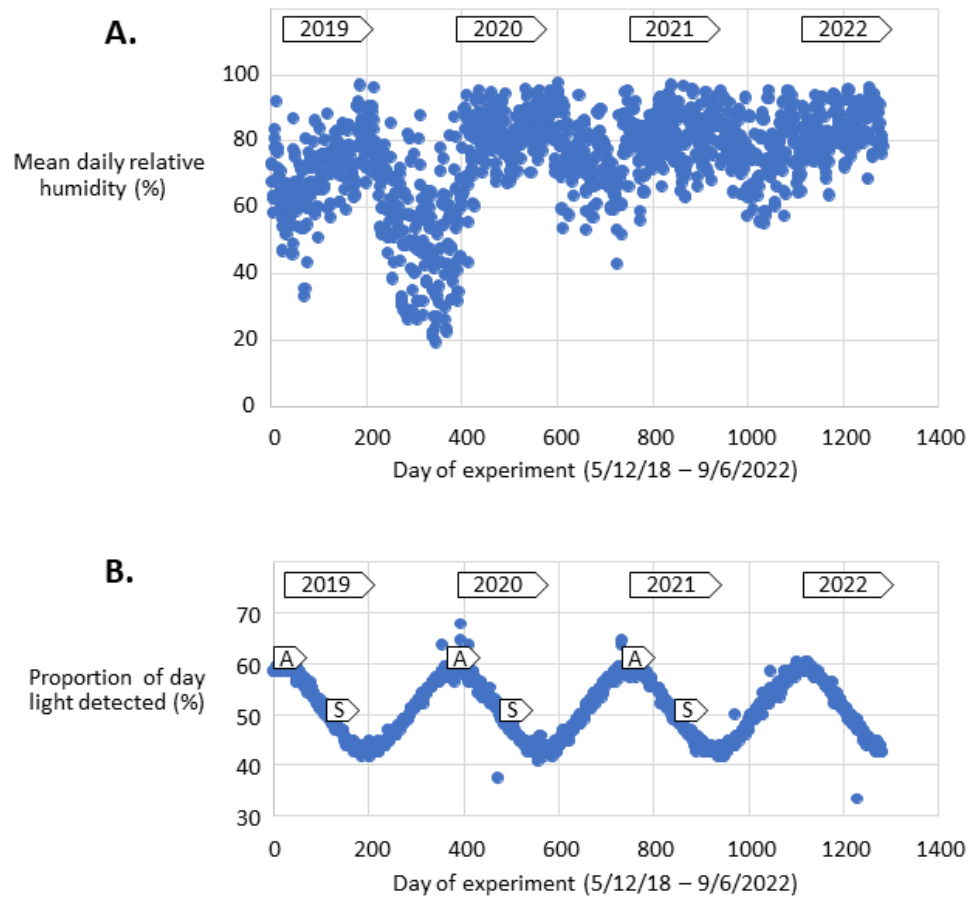 A.
2019
2020
2021
2022
100
80
60
40
20
0
Mean daily relative
humidity (%)
0 200 400 600 800 1000 1200 1400
Day of experiment (5/12/18 – 9/6/2022)
B.
2019
2020
2021
2022
70
60
50
40
30
Proportion of day
light detected (%)
A
S
A
S
A
S
0 200 400 600 800 1000 1200 1400
Day of experiment (5/12/18 – 9/6/2022)